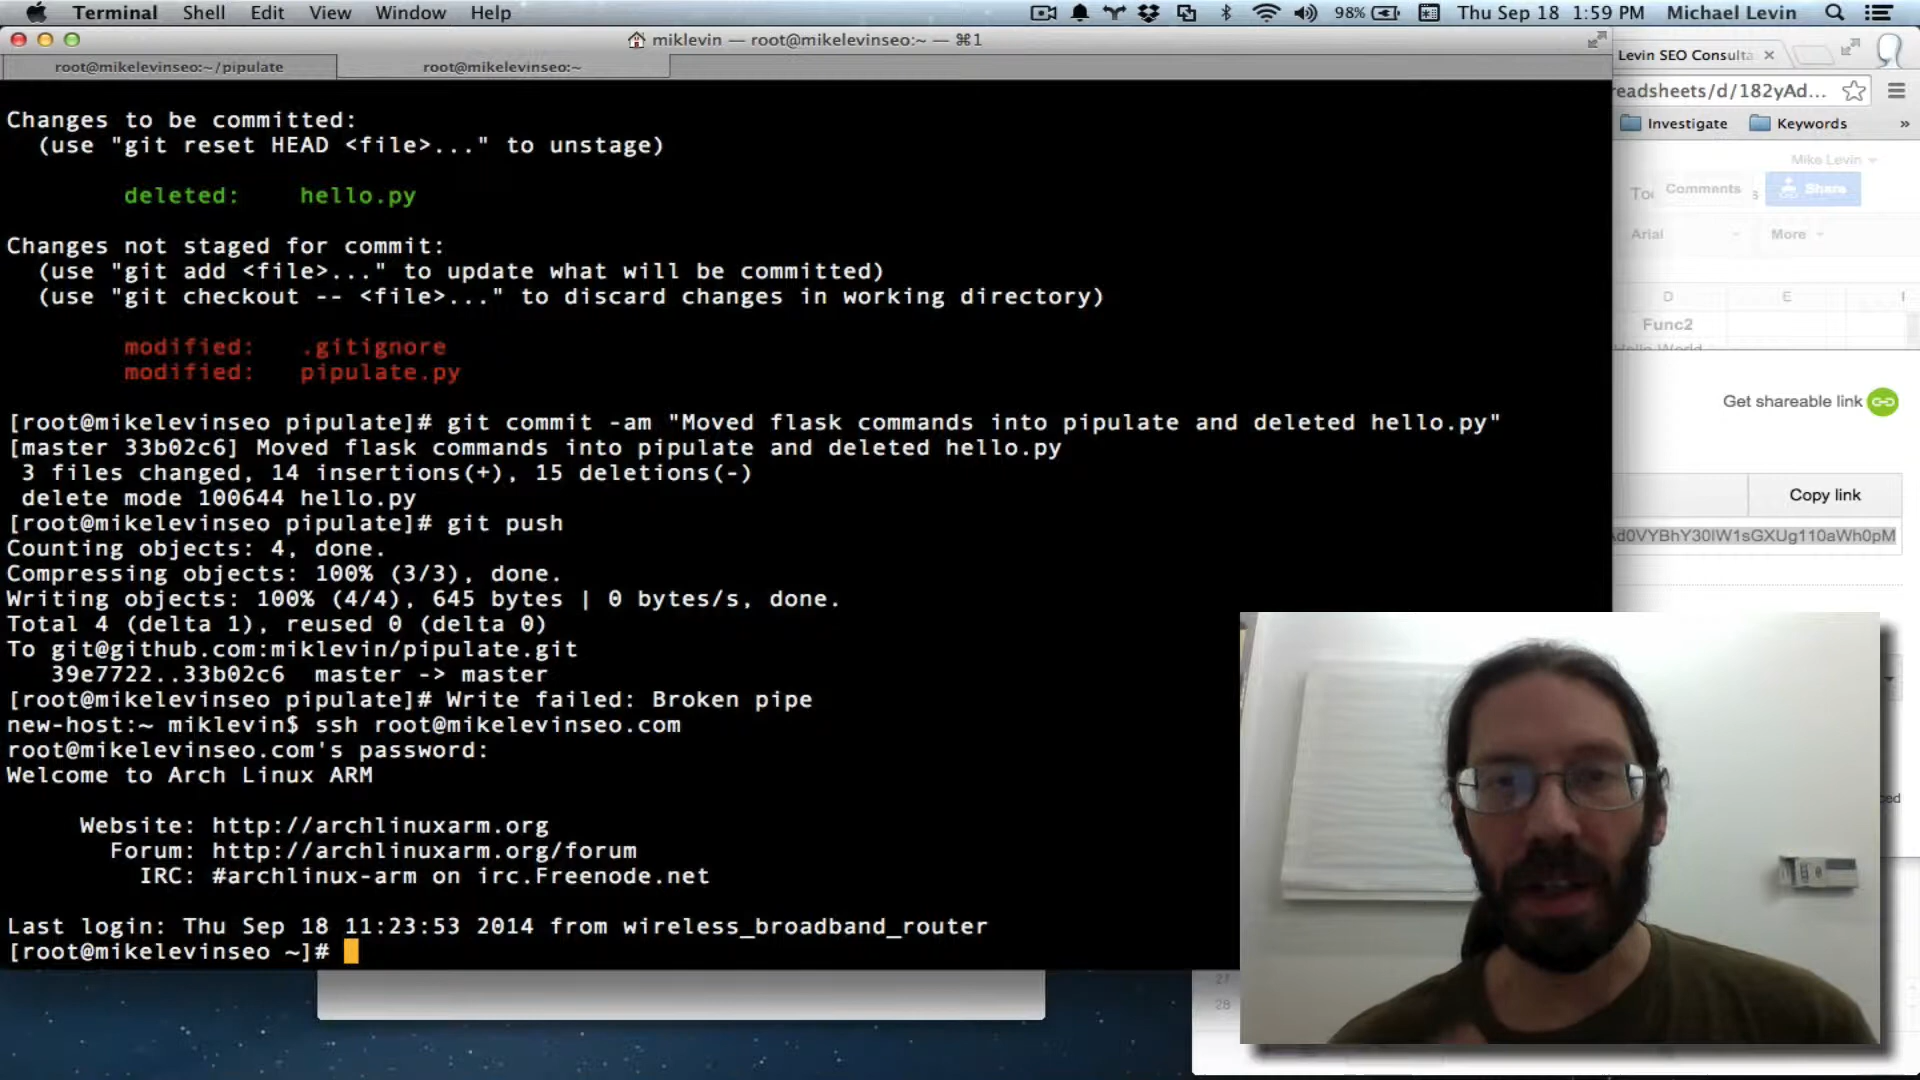 Terminal Shell Edit View Window Help 98% Thu Sep 18 1:59 PM Michael Levin
miklevin — root@mikelevinseo:~ — ⌘1
root@mikelevinseo:~/pipulate root@mikelevinseo:~
Changes to be committed:
(use "git reset HEAD <file>..." to unstage)
deleted: hello.py
Changes not staged for commit:
(use "git add <file>..." to update what will be committed)
(use "git checkout -- <file>..." to discard changes in working directory)
modified: .gitignore
modified: pipulate.py
[root@mikelevinseo pipulate]# git commit -am "Moved flask commands into pipulate and deleted hello.py"
[master 33b02c6] Moved flask commands into pipulate and deleted hello.py
3 files changed, 14 insertions(+), 15 deletions(-)
delete mode 100644 hello.py
[root@mikelevinseo pipulate]# git push
Counting objects: 4, done.
Compressing objects: 100% (3/3), done.
Writing objects: 100% (4/4), 645 bytes | 0 bytes/s, done.
Total 4 (delta 1), reused 0 (delta 0)
To git@github.com:miklevin/pipulate.git
39e7722..33b02c6 master -> master
[root@mikelevinseo pipulate]# Write failed: Broken pipe
new-host:~ miklevin$ ssh root@mikelevinseo.com
root@mikelevinseo.com's password:
Welcome to Arch Linux ARM
Website: http://archlinuxarm.org
Forum: http://archlinuxarm.org/forum
IRC: #archlinux-arm on irc.Freenode.net
Last login: Thu Sep 18 11:23:53 2014 from wireless_broadband_router
[root@mikelevinseo ~]#
Levin SEO Consulta
readsheets/d/182yAd...
Investigate Keywords »
Mike Levin
Comments Share
Arial More
D E
Func2
Hello World
Get shareable link
Copy link
d0VYBhY30IW1sGXUg110aWh0pM
27
28